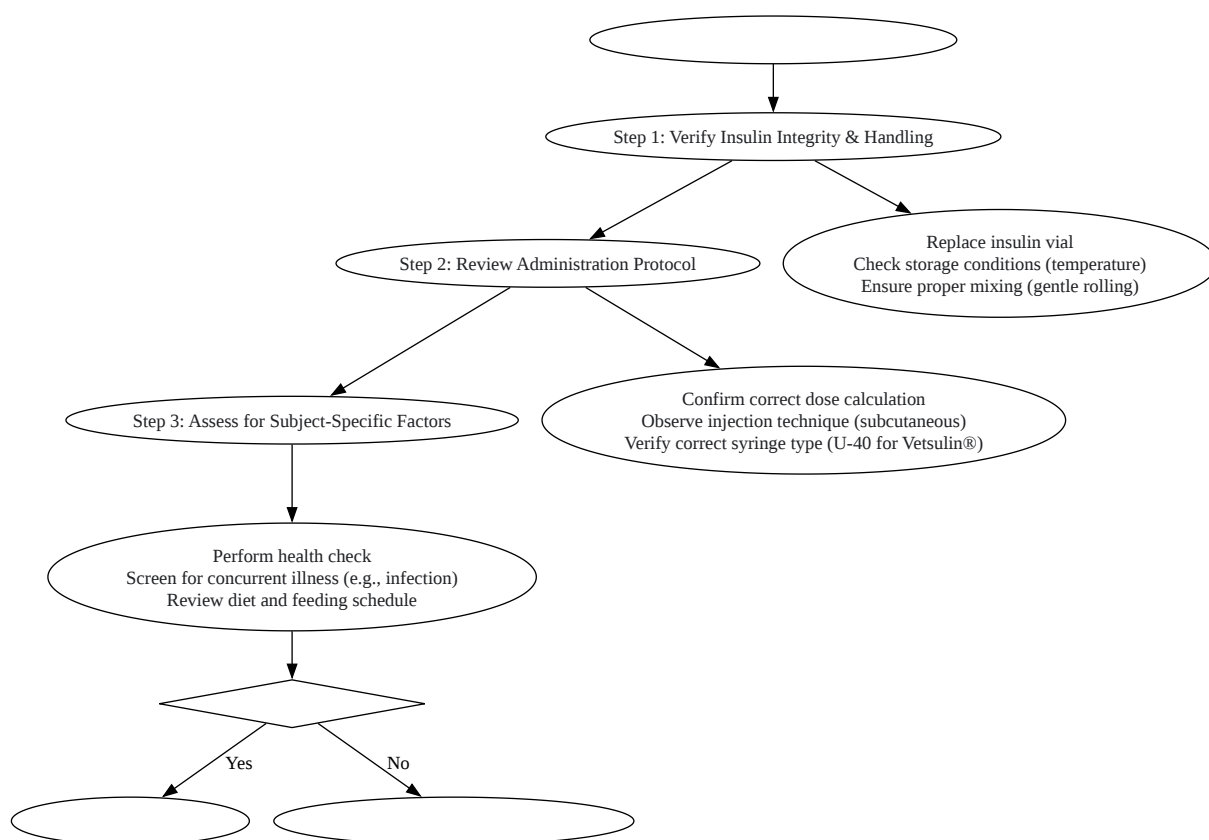 Step 1: Verify Insulin Integrity & Handling
Replace insulin vial
Check storage conditions (temperature)
Ensure proper mixing (gentle rolling)
Step 2: Review Administration Protocol
Confirm correct dose calculation
Observe injection technique (subcutaneous)
Verify correct syringe type (U-40 for Vetsulin®)
Step 3: Assess for Subject-Specific Factors
Perform health check
Screen for concurrent illness (e.g., infection)
Review diet and feeding schedule
Yes
No